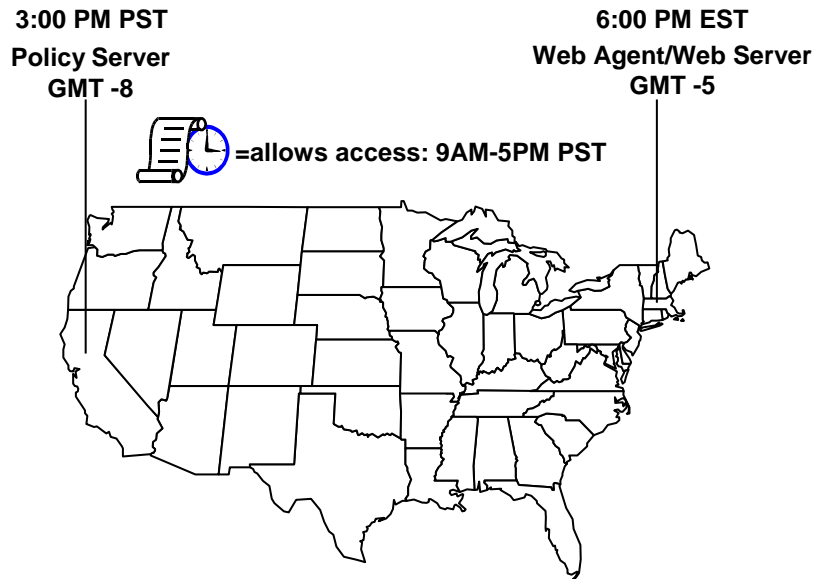 3:00 PM PST
Policy Server
GMT -8
6:00 PM EST
Web Agent/Web Server
GMT -5
=allows access: 9AM-5PM PST